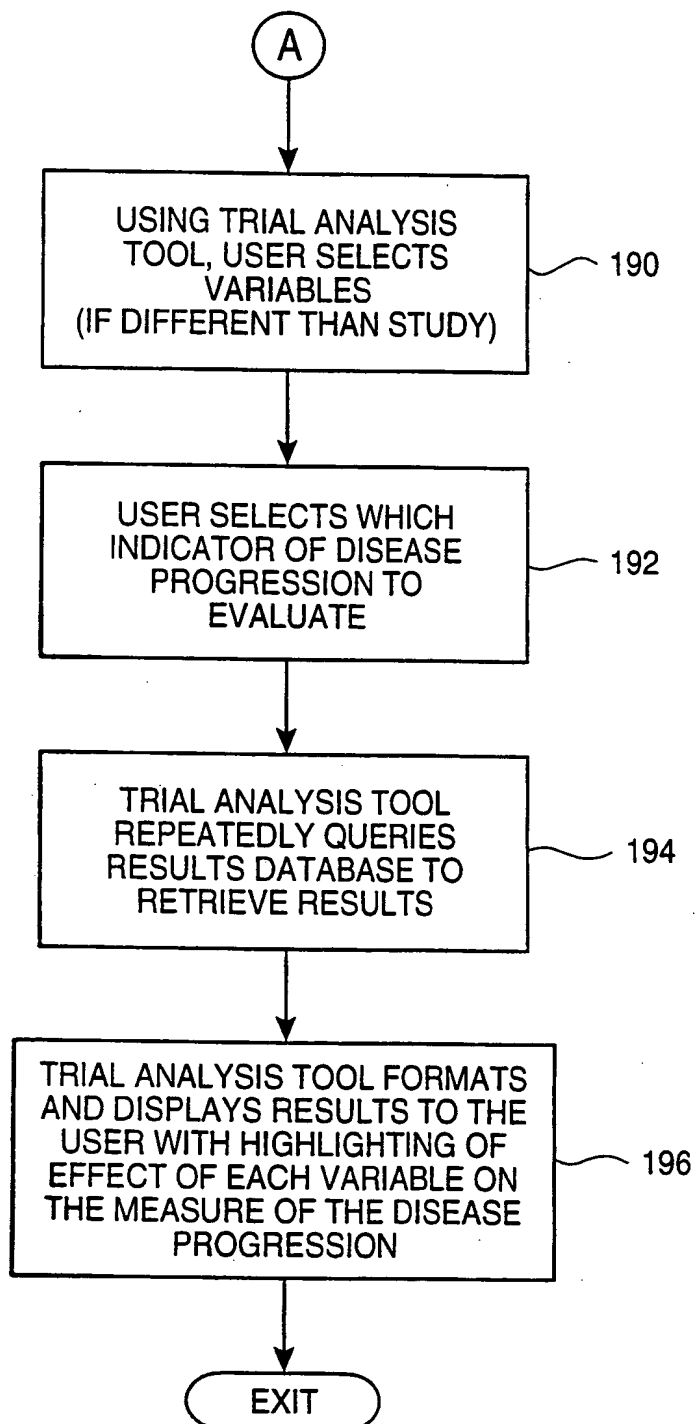 A
USING TRIAL ANALYSIS
TOOL, USER SELECTS
VARIABLES
(IF DIFFERENT THAN STUDY)
190
USER SELECTS WHICH
INDICATOR OF DISEASE
PROGRESSION TO
EVALUATE
192
TRIAL ANALYSIS TOOL
REPEATEDLY QUERIES
RESULTS DATABASE TO
RETRIEVE RESULTS
194
TRIAL ANALYSIS TOOL FORMATS
AND DISPLAYS RESULTS TO THE
USER WITH HIGHLIGHTING OF
EFFECT OF EACH VARIABLE ON
THE MEASURE OF THE DISEASE
PROGRESSION
196
EXIT